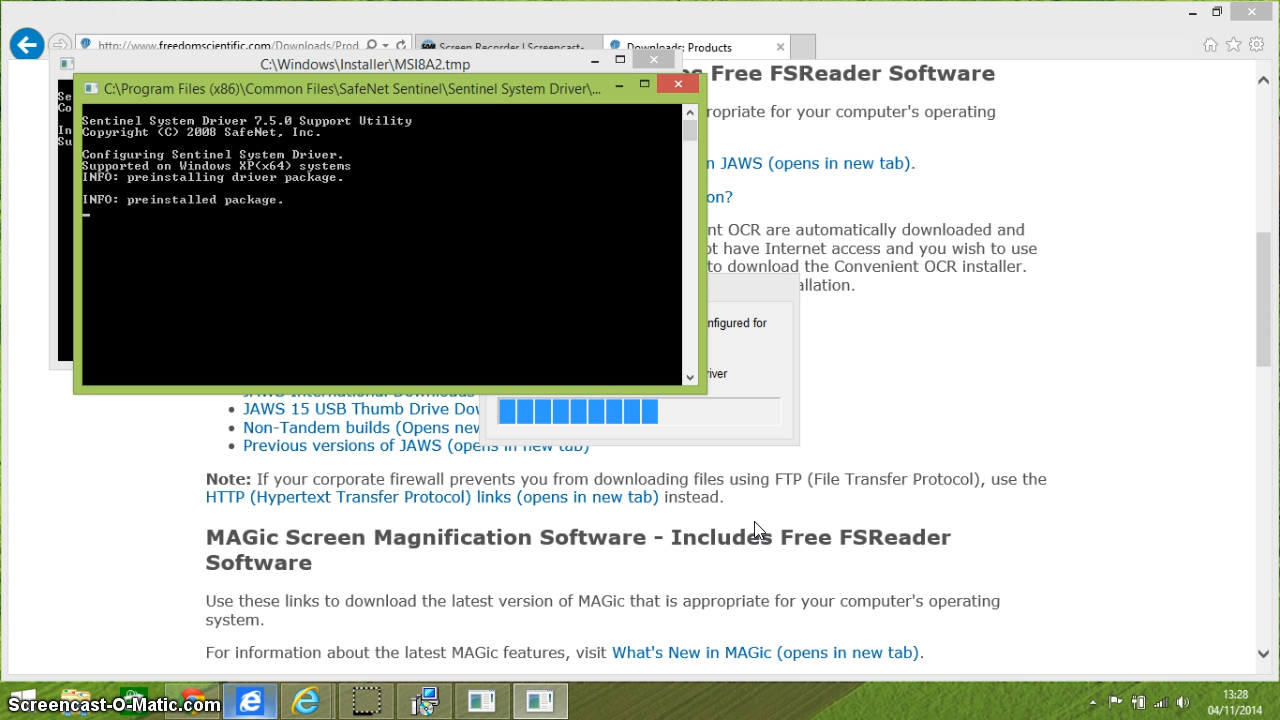 http://www.freedomscientific.com/Downloads/Prod
Screen Recorder | Screencast-
Downloads: Products
C:\Windows\Installer\MSI8A2.tmp
s Free FSReader Software
C:\Program Files (x86)\Common Files\SafeNet Sentinel\Sentinel System Driver\...
Se
Co
In
Su
Sentinel System Driver 7.5.0 Support Utility
Copyright (C) 2008 SafeNet, Inc.
Configuring Sentinel System Driver.
Supported on Windows XP(x64) systems
INFO: preinstalling driver package.
INFO: preinstalled package.
ropriate for your computer's operating
n JAWS (opens in new tab).
on?
nt OCR are automatically downloaded and
ot have Internet access and you wish to use
to download the Convenient OCR installer.
allation.
nfigured for
river
JAWS International Downloads
JAWS 15 USB Thumb Drive Dow
Non-Tandem builds (Opens new
Previous versions of JAWS (opens in new tab)
Note: If your corporate firewall prevents you from downloading files using FTP (File Transfer Protocol), use the
HTTP (Hypertext Transfer Protocol) links (opens in new tab) instead.
MAGic Screen Magnification Software - Includes Free FSReader
Software
Use these links to download the latest version of MAGic that is appropriate for your computer's operating
system.
For information about the latest MAGic features, visit What's New in MAGic (opens in new tab).
Screencast-O-Matic.com
13:28
04/11/2014